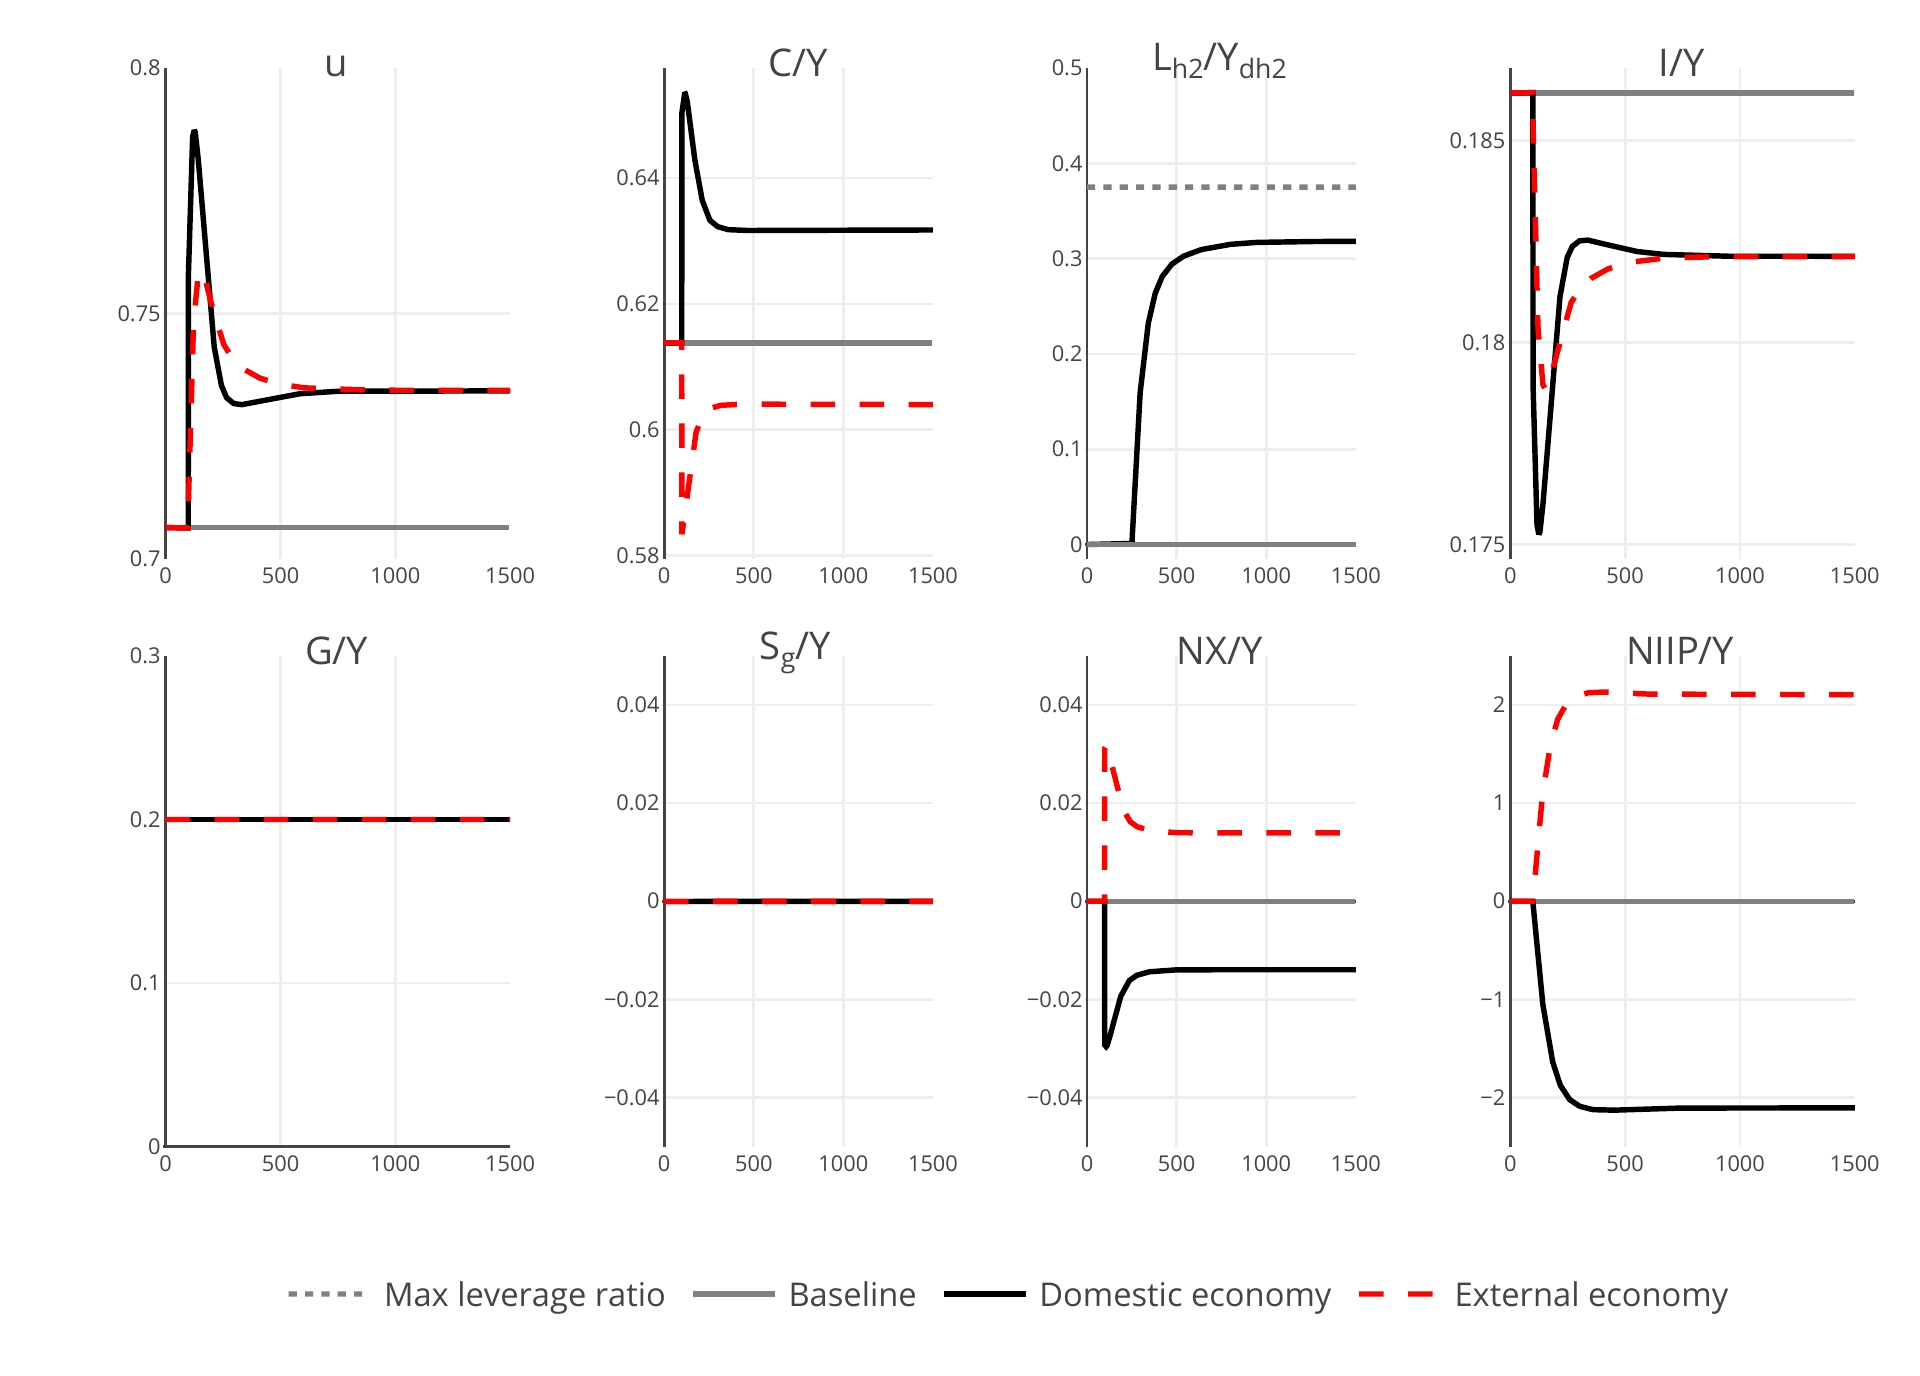 u
0.8
0.75
0.7
0 500 1000 1500
C/Y
0.64
0.62
0.6
0.58
0 500 1000 1500
Lh2/Ydh2
0.5
0.4
0.3
0.2
0.1
0
0 500 1000 1500
I/Y
0.185
0.18
0.175
0 500 1000 1500
G/Y
0.3
0.2
0.1
0
0 500 1000 1500
Sg/Y
0.04
0.02
0
−0.02
−0.04
0 500 1000 1500
NX/Y
0.04
0.02
0
−0.02
−0.04
0 500 1000 1500
NIIP/Y
2
1
0
−1
−2
0 500 1000 1500
Max leverage ratio Baseline Domestic economy External economy